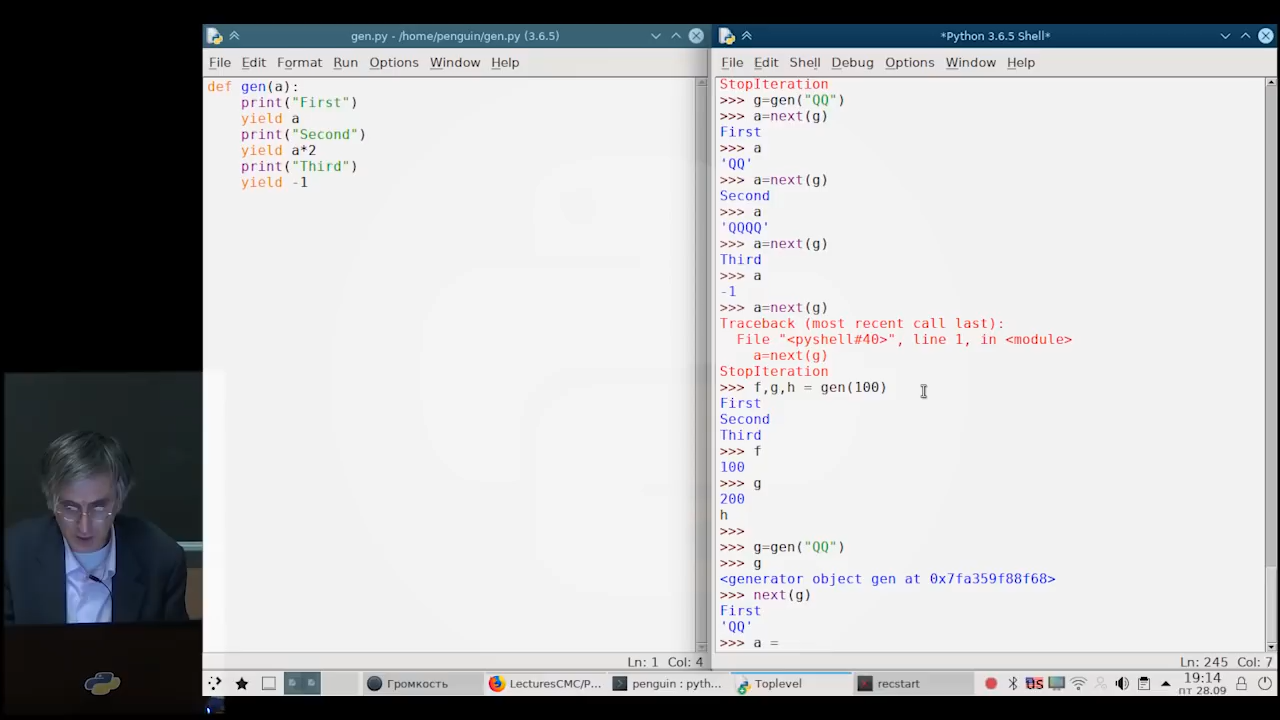 gen.py - /home/penguin/gen.py (3.6.5)
File Edit Format Run Options Window Help
def gen(a):
    print("First")
    yield a
    print("Second")
    yield a*2
    print("Third")
    yield -1
Ln: 1 Col: 4
*Python 3.6.5 Shell*
File Edit Shell Debug Options Window Help
StopIteration
>>> g=gen("QQ")
>>> a=next(g)
First
>>> a
'QQ'
>>> a=next(g)
Second
>>> a
'QQQQ'
>>> a=next(g)
Third
>>> a
-1
>>> a=next(g)
Traceback (most recent call last):
  File "<pyshell#40>", line 1, in <module>
    a=next(g)
StopIteration
>>> f,g,h = gen(100)
First
Second
Third
>>> f
100
>>> g
200
h
>>>
>>> g=gen("QQ")
>>> g
<generator object gen at 0x7fa359f88f68>
>>> next(g)
First
'QQ'
>>> a =
Ln: 245 Col: 7
Громкость
LecturesCMC/P...
penguin : pyth...
Toplevel
recstart
US
19:14
пт 28.09